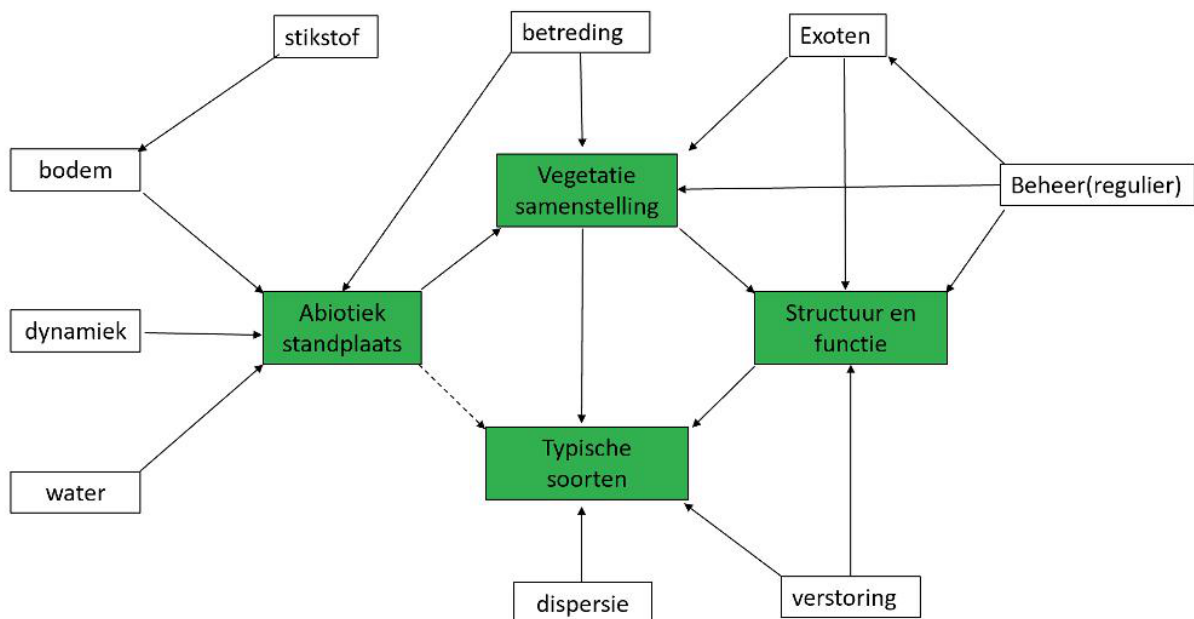 stikstof
betreding
Exoten
bodem
Vegetatie
samenstelling
Beheer(regulier)
dynamiek
Abiotiek
standplaats
Structuur en
functie
water
Typische
soorten
dispersie
verstoring